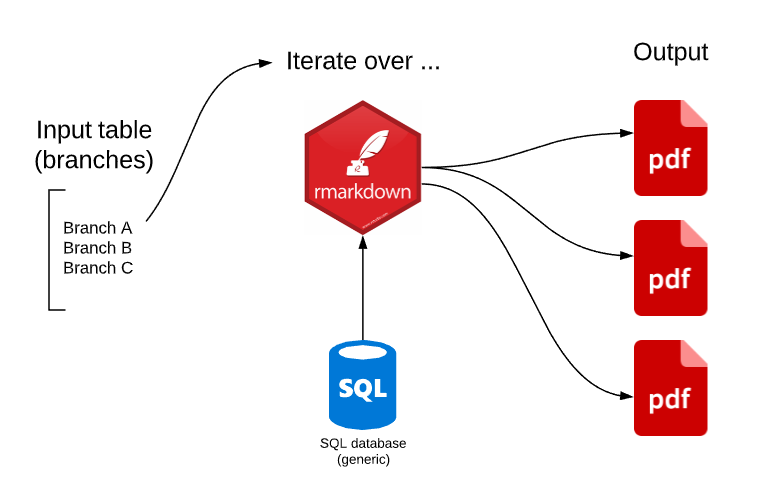 Input table
(branches)
Branch A
Branch B
Branch C
Iterate over ...
rmarkdown
SQL
SQL database
(generic)
Output
pdf
pdf
pdf